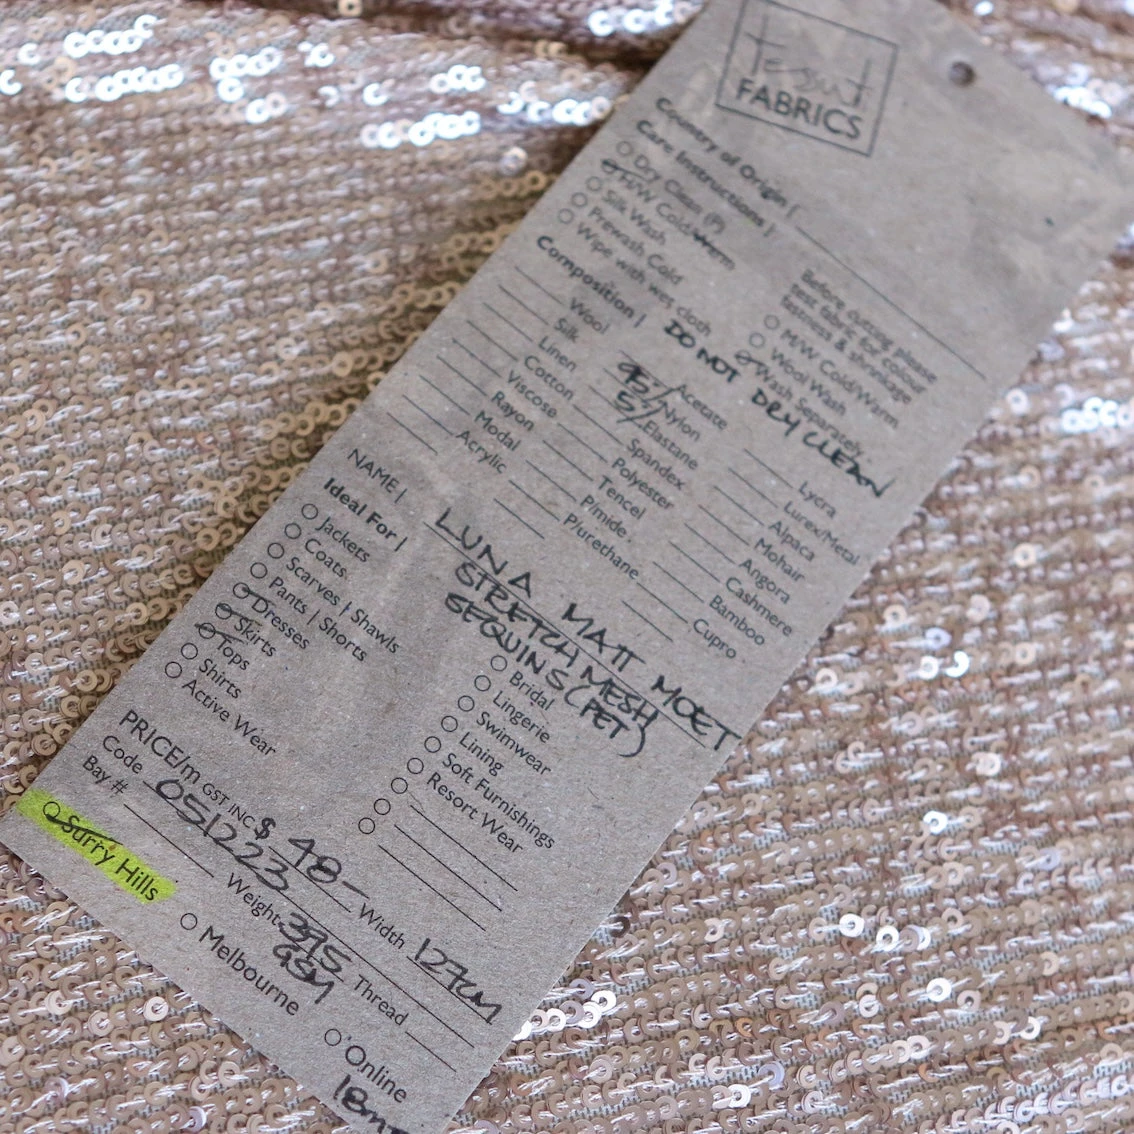 Tessuti
FABRICS
Country of Origin |
Care Instructions |
Dry Clean (P)
H/W Cold/Warm
Silk Wash
Prewash Cold
Wipe with wet cloth
Before cutting, please
test fabric for colour
fastness & shrinkage
M/W Cold/Warm
Wool Wash
Wash Separately
DO NOT DRY CLEAN
Composition |
Wool
Silk
Linen
Cotton
Viscose
Rayon
Modal
Acrylic
Acetate
95/ Nylon
5/ Elastane
Spandex
Polyester
Tencel
P/mide
P/urethane
Lycra
Lurex/Metal
Alpaca
Mohair
Angora
Cashmere
Bamboo
Cupro
NAME | LUNA MATT MOET
STRETCH MESH
SEQUINS (PET)
Ideal For |
Jackets
Coats
Scarves | Shawls
Pants | Shorts
Dresses
Skirts
Tops
Shirts
Active Wear
Bridal
Lingerie
Swimwear
Lining
Soft Furnishings
Resort Wear
PRICE/m GST INC $ 48- Width 127CM
Code 051223 Weight 395 GSM Thread
Bay #
Surry Hills
Melbourne
Online